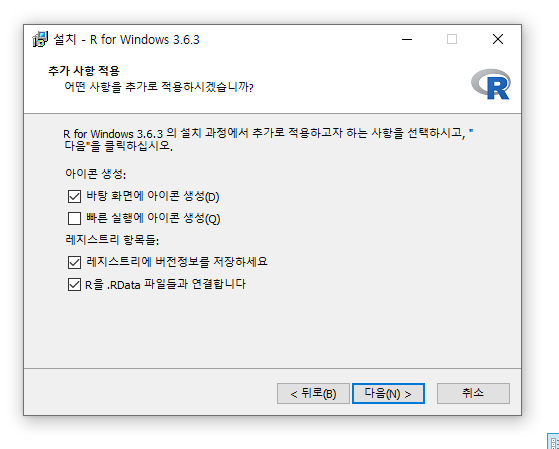 설치 - R for Windows 3.6.3
추가 사항 적용
어떤 사항을 추가로 적용하시겠습니까?
R
R for Windows 3.6.3 의 설치 과정에서 추가로 적용하고자 하는 사항을 선택하시고, "
다음"을 클릭하십시오.
아이콘 생성:
바탕 화면에 아이콘 생성(D)
빠른 실행에 아이콘 생성(Q)
레지스트리 항목들:
레지스트리에 버전정보를 저장하세요
R을 .RData 파일들과 연결합니다
< 뒤로(B) 다음(N) > 취소